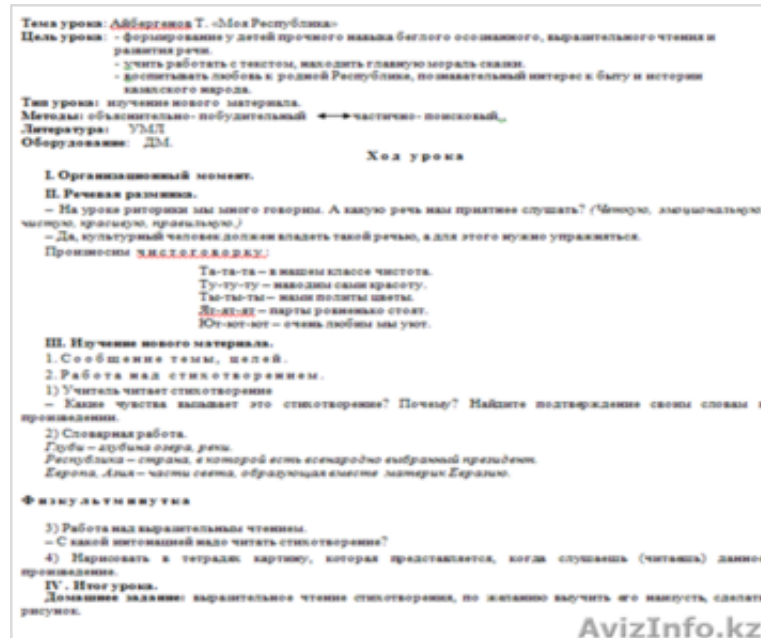 Тема урока: Айбергенов Т. «Моя Республика»
Цель урока: - формирование у детей прочного навыка беглого осознанного, выразительного чтения и
развития речи.
- учить работать с текстом, находить главную мораль сказки.
- воспитывать любовь к родной Республике, познавательный интерес к быту и истории
казахского народа.
Тип урока: изучение нового материала.
Методы: объяснительно- побудительный ⟷ частично- поисковый.
Литература: УМЛ
Оборудование: ДМ.
Ход урока
I. Организационный момент.
II. Речевая разминка.
– На уроке риторики мы много говорим. А какую речь нам приятнее слушать? (Четкую, эмоциональную,
чистую, красивую, правильную.)
– Да, культурный человек должен владеть такой речью, а для этого нужно упражняться.
Произносим чистоговорку:
Та-та-та – в нашем классе чистота.
Ту-ту-ту – наводим сами красоту.
Ты-ты-ты – нами политы цветы.
Ят-ят-ят – парты ровненько стоят.
Ют-ют-ют – очень любим мы уют.
III. Изучение нового материала.
1. Сообщение темы, целей.
2. Работа над стихотворением.
1) Учитель читает стихотворение
– Какие чувства вызывает это стихотворение? Почему? Найдите подтверждение своим словам в
произведении.
2) Словарная работа.
Глуби – глубина озера, реки.
Республика – страна, в которой есть всенародно выбранный президент.
Европа, Азия – части света, образующая вместе материк Евразию.
Физкультминутка
3) Работа над выразительным чтением.
– С какой интонацией надо читать стихотворение?
4) Нарисовать в тетрадях картину, которая представляется, когда слушаешь (читаешь) данное
произведение.
IV. Итог урока.
Домашнее задание: выразительное чтение стихотворения, по желанию выучить его наизусть, сделать
рисунок.
AvizInfo.kz